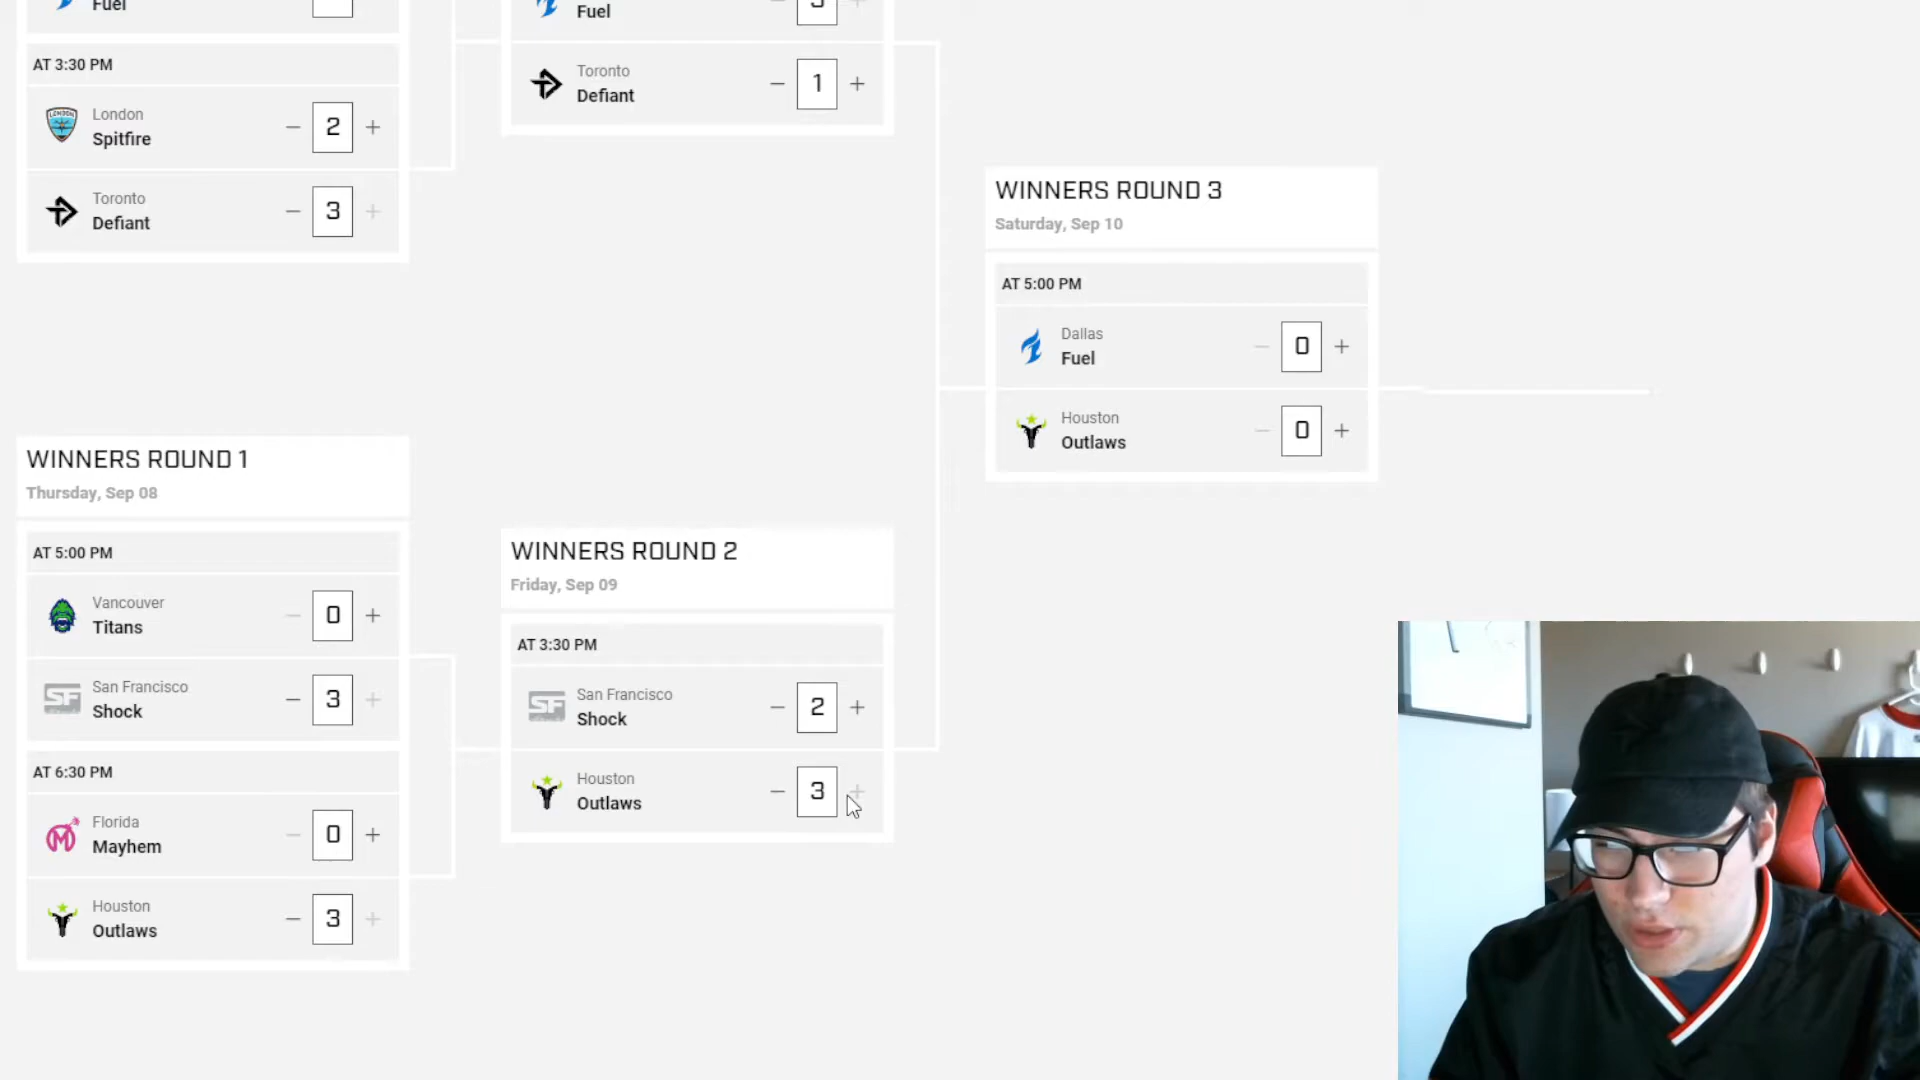 Fuel
AT 3:30 PM
London
Spitfire
2
Toronto
Defiant
3
Fuel
Toronto
Defiant
1
WINNERS ROUND 3
Saturday, Sep 10
AT 5:00 PM
Dallas
Fuel
0
Houston
Outlaws
0
WINNERS ROUND 1
Thursday, Sep 08
AT 5:00 PM
Vancouver
Titans
0
San Francisco
SF
Shock
3
AT 6:30 PM
Florida
Mayhem
0
Houston
Outlaws
3
WINNERS ROUND 2
Friday, Sep 09
AT 3:30 PM
San Francisco
SF
Shock
2
Houston
Outlaws
3